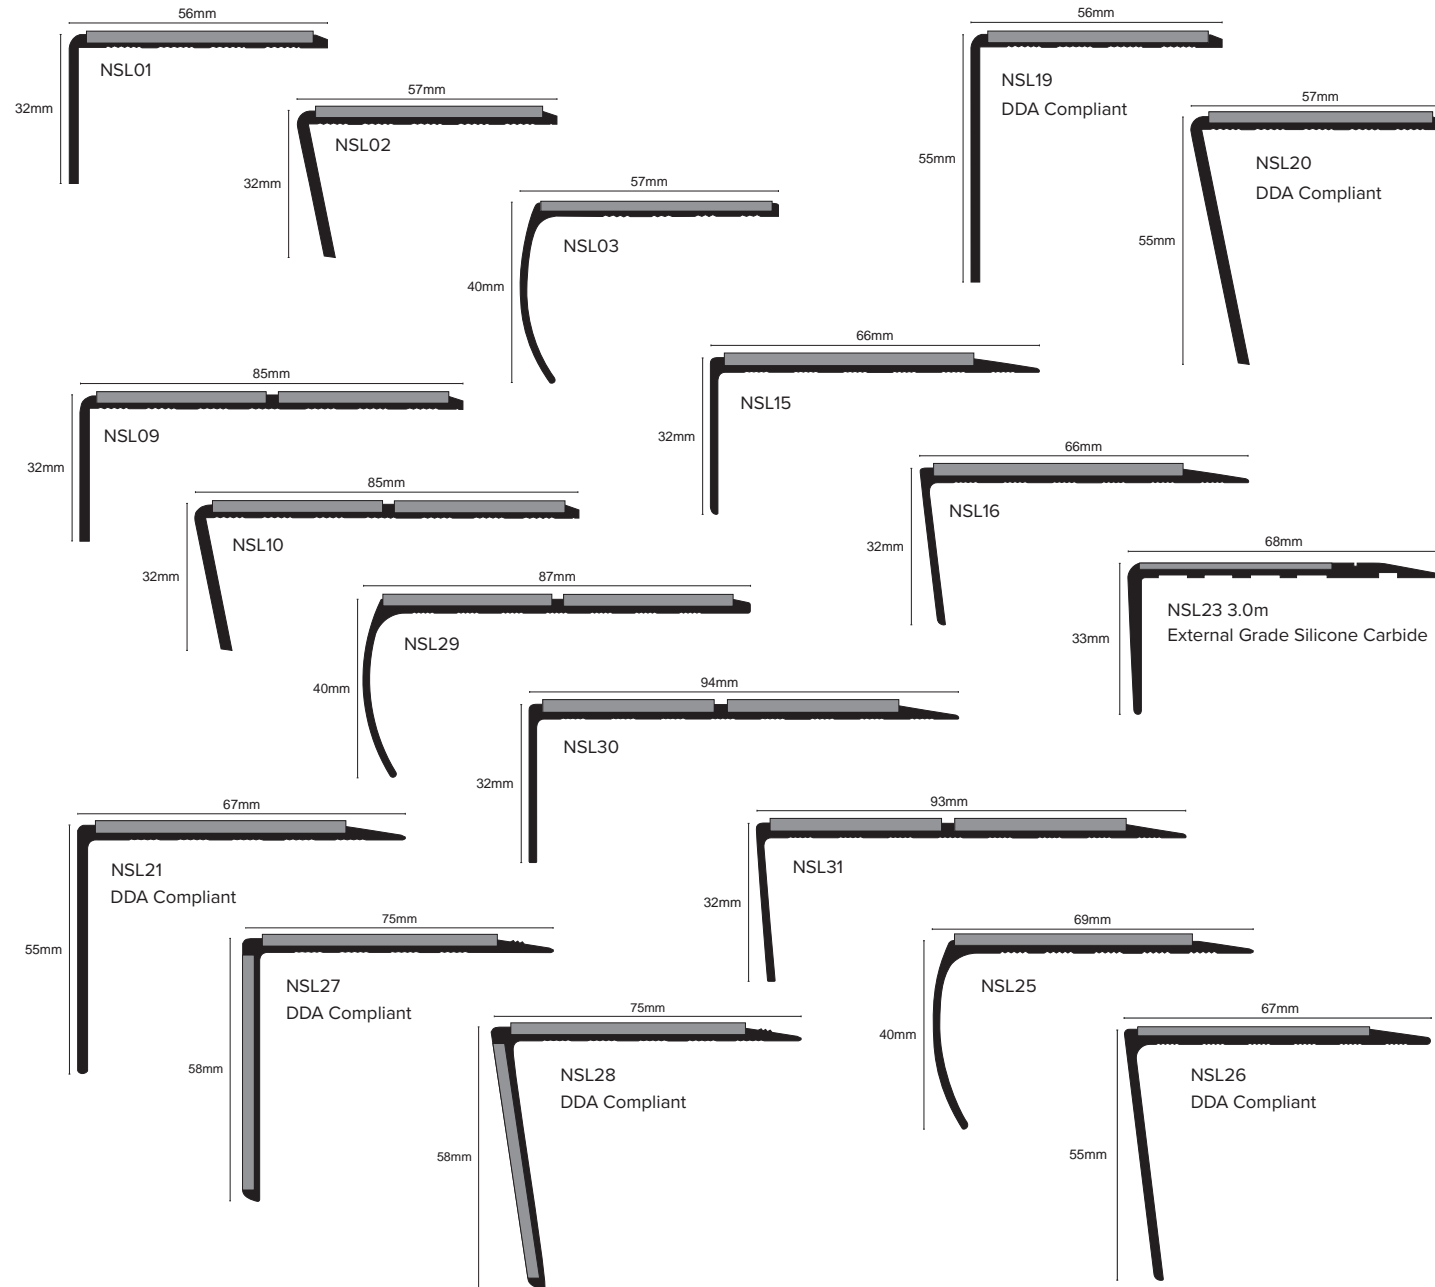 56mm
32mm
NSL01
57mm
32mm
NSL02
57mm
40mm
NSL03
56mm
55mm
NSL19
DDA Compliant
57mm
55mm
NSL20
DDA Compliant
85mm
32mm
NSL09
66mm
32mm
NSL15
85mm
32mm
NSL10
66mm
32mm
NSL16
68mm
33mm
NSL23 3.0m
External Grade Silicone Carbide
87mm
40mm
NSL29
94mm
32mm
NSL30
67mm
55mm
NSL21
DDA Compliant
93mm
32mm
NSL31
75mm
58mm
NSL27
DDA Compliant
69mm
40mm
NSL25
75mm
58mm
NSL28
DDA Compliant
67mm
55mm
NSL26
DDA Compliant